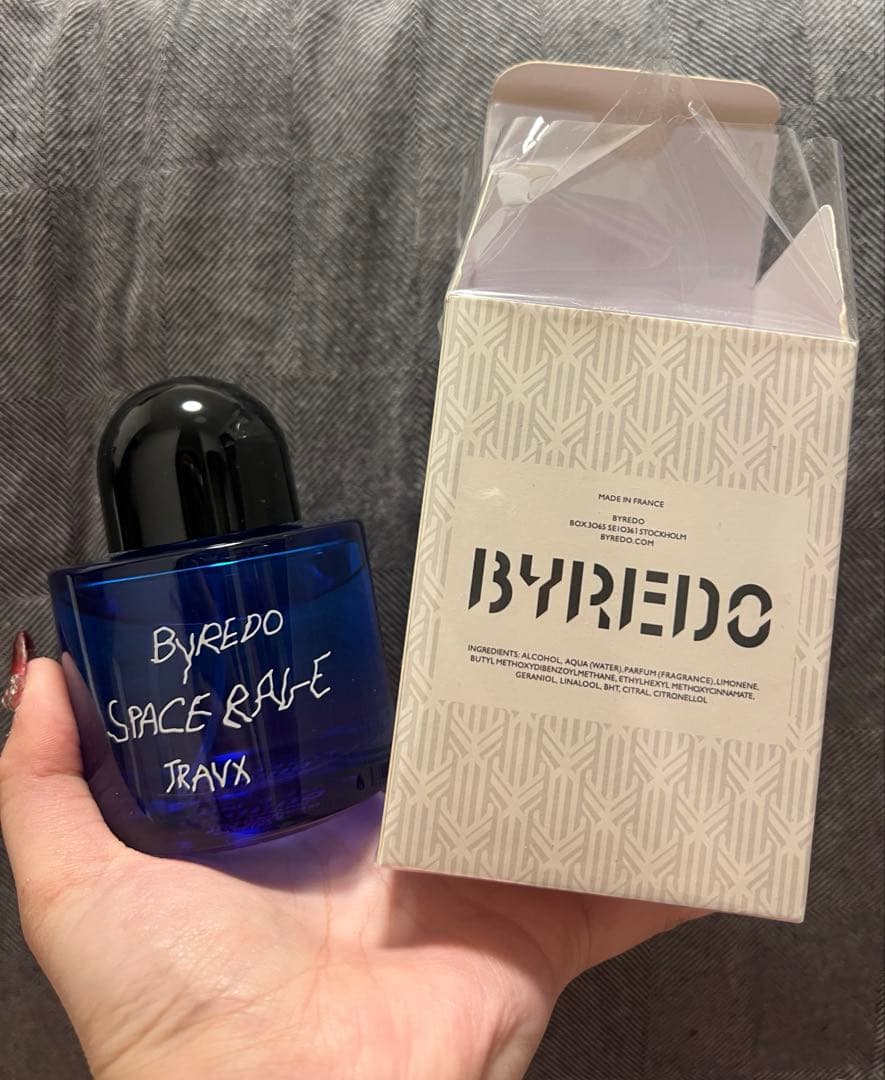 BYREDO
SPACE RAGE
TRAVX
MADE IN FRANCE
BYREDO
BOX 3065 SE10361 STOCKHOLM
BYREDO.COM
BYREDO
INGREDIENTS: ALCOHOL, AQUA (WATER), PARFUM (FRAGRANCE), LIMONENE,
BUTYL METHOXYDIBENZOYLMETHANE, ETHYLHEXYL METHOXYCINNAMATE,
GERANIOL, LINALOOL, BHT, CITRAL, CITRONELLOL